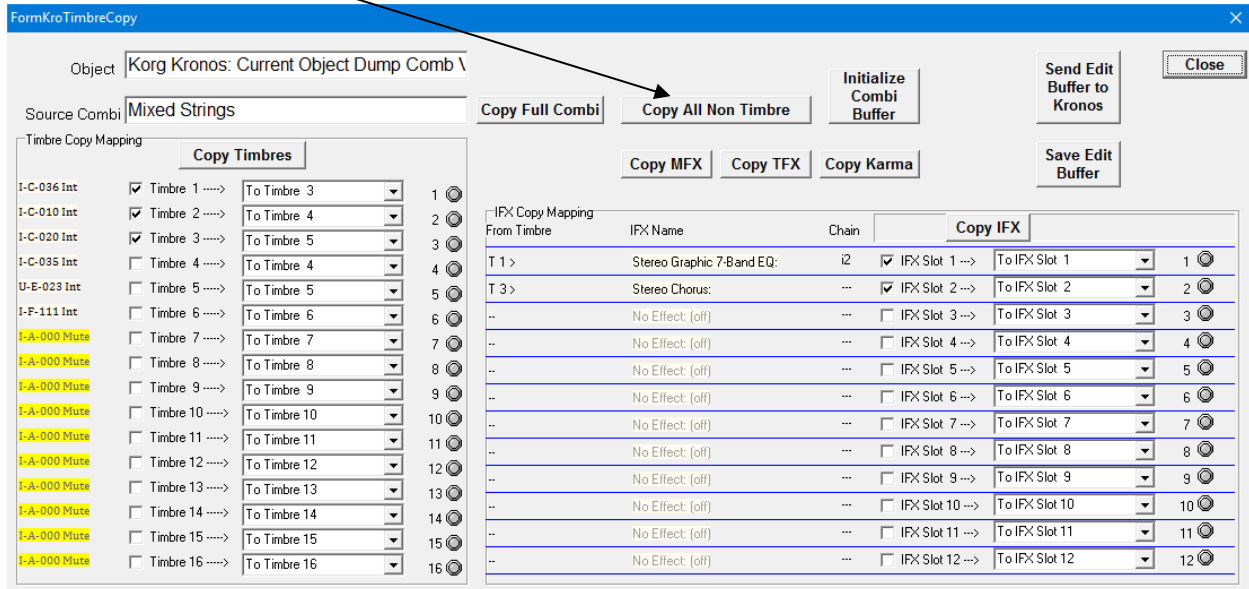 FormKroTimbreCopy
Object Korg Kronos: Current Object Dump Comb
Source Combi Mixed Strings
Copy Full Combi
Copy All Non Timbre
Initialize
Combi
Buffer
Send Edit
Buffer to
Kronos
Close
Copy MFX Copy TFX Copy Karma
Save Edit
Buffer
Timbre Copy Mapping
Copy Timbres
I-C-036 Int Timbre 1 ----> To Timbre 3 1
I-C-010 Int Timbre 2 ----> To Timbre 4 2
I-C-020 Int Timbre 3 ----> To Timbre 5 3
I-C-035 Int Timbre 4 ----> To Timbre 4 4
U-E-023 Int Timbre 5 ----> To Timbre 5 5
I-F-111 Int Timbre 6 ----> To Timbre 6 6
I-A-000 Mute Timbre 7 ----> To Timbre 7 7
I-A-000 Mute Timbre 8 ----> To Timbre 8 8
I-A-000 Mute Timbre 9 ----> To Timbre 9 9
I-A-000 Mute Timbre 10 ----> To Timbre 10 10
I-A-000 Mute Timbre 11 ----> To Timbre 11 11
I-A-000 Mute Timbre 12 ----> To Timbre 12 12
I-A-000 Mute Timbre 13 ----> To Timbre 13 13
I-A-000 Mute Timbre 14 ----> To Timbre 14 14
I-A-000 Mute Timbre 15 ----> To Timbre 15 15
I-A-000 Mute Timbre 16 ----> To Timbre 16 16
IFX Copy Mapping
From Timbre IFX Name Chain Copy IFX
T 1 > Stereo Graphic 7-Band EQ: i2 IFX Slot 1 ---> To IFX Slot 1 1
T 3 > Stereo Chorus: --- IFX Slot 2 ---> To IFX Slot 2 2
-- No Effect: (off) --- IFX Slot 3 ---> To IFX Slot 3 3
-- No Effect: (off) --- IFX Slot 4 ---> To IFX Slot 4 4
-- No Effect: (off) --- IFX Slot 5 ---> To IFX Slot 5 5
-- No Effect: (off) --- IFX Slot 6 ---> To IFX Slot 6 6
-- No Effect: (off) --- IFX Slot 7 ---> To IFX Slot 7 7
-- No Effect: (off) --- IFX Slot 8 ---> To IFX Slot 8 8
-- No Effect: (off) --- IFX Slot 9 ---> To IFX Slot 9 9
-- No Effect: (off) --- IFX Slot 10 ---> To IFX Slot 10 10
-- No Effect: (off) --- IFX Slot 11 ---> To IFX Slot 11 11
-- No Effect: (off) --- IFX Slot 12 ---> To IFX Slot 12 12